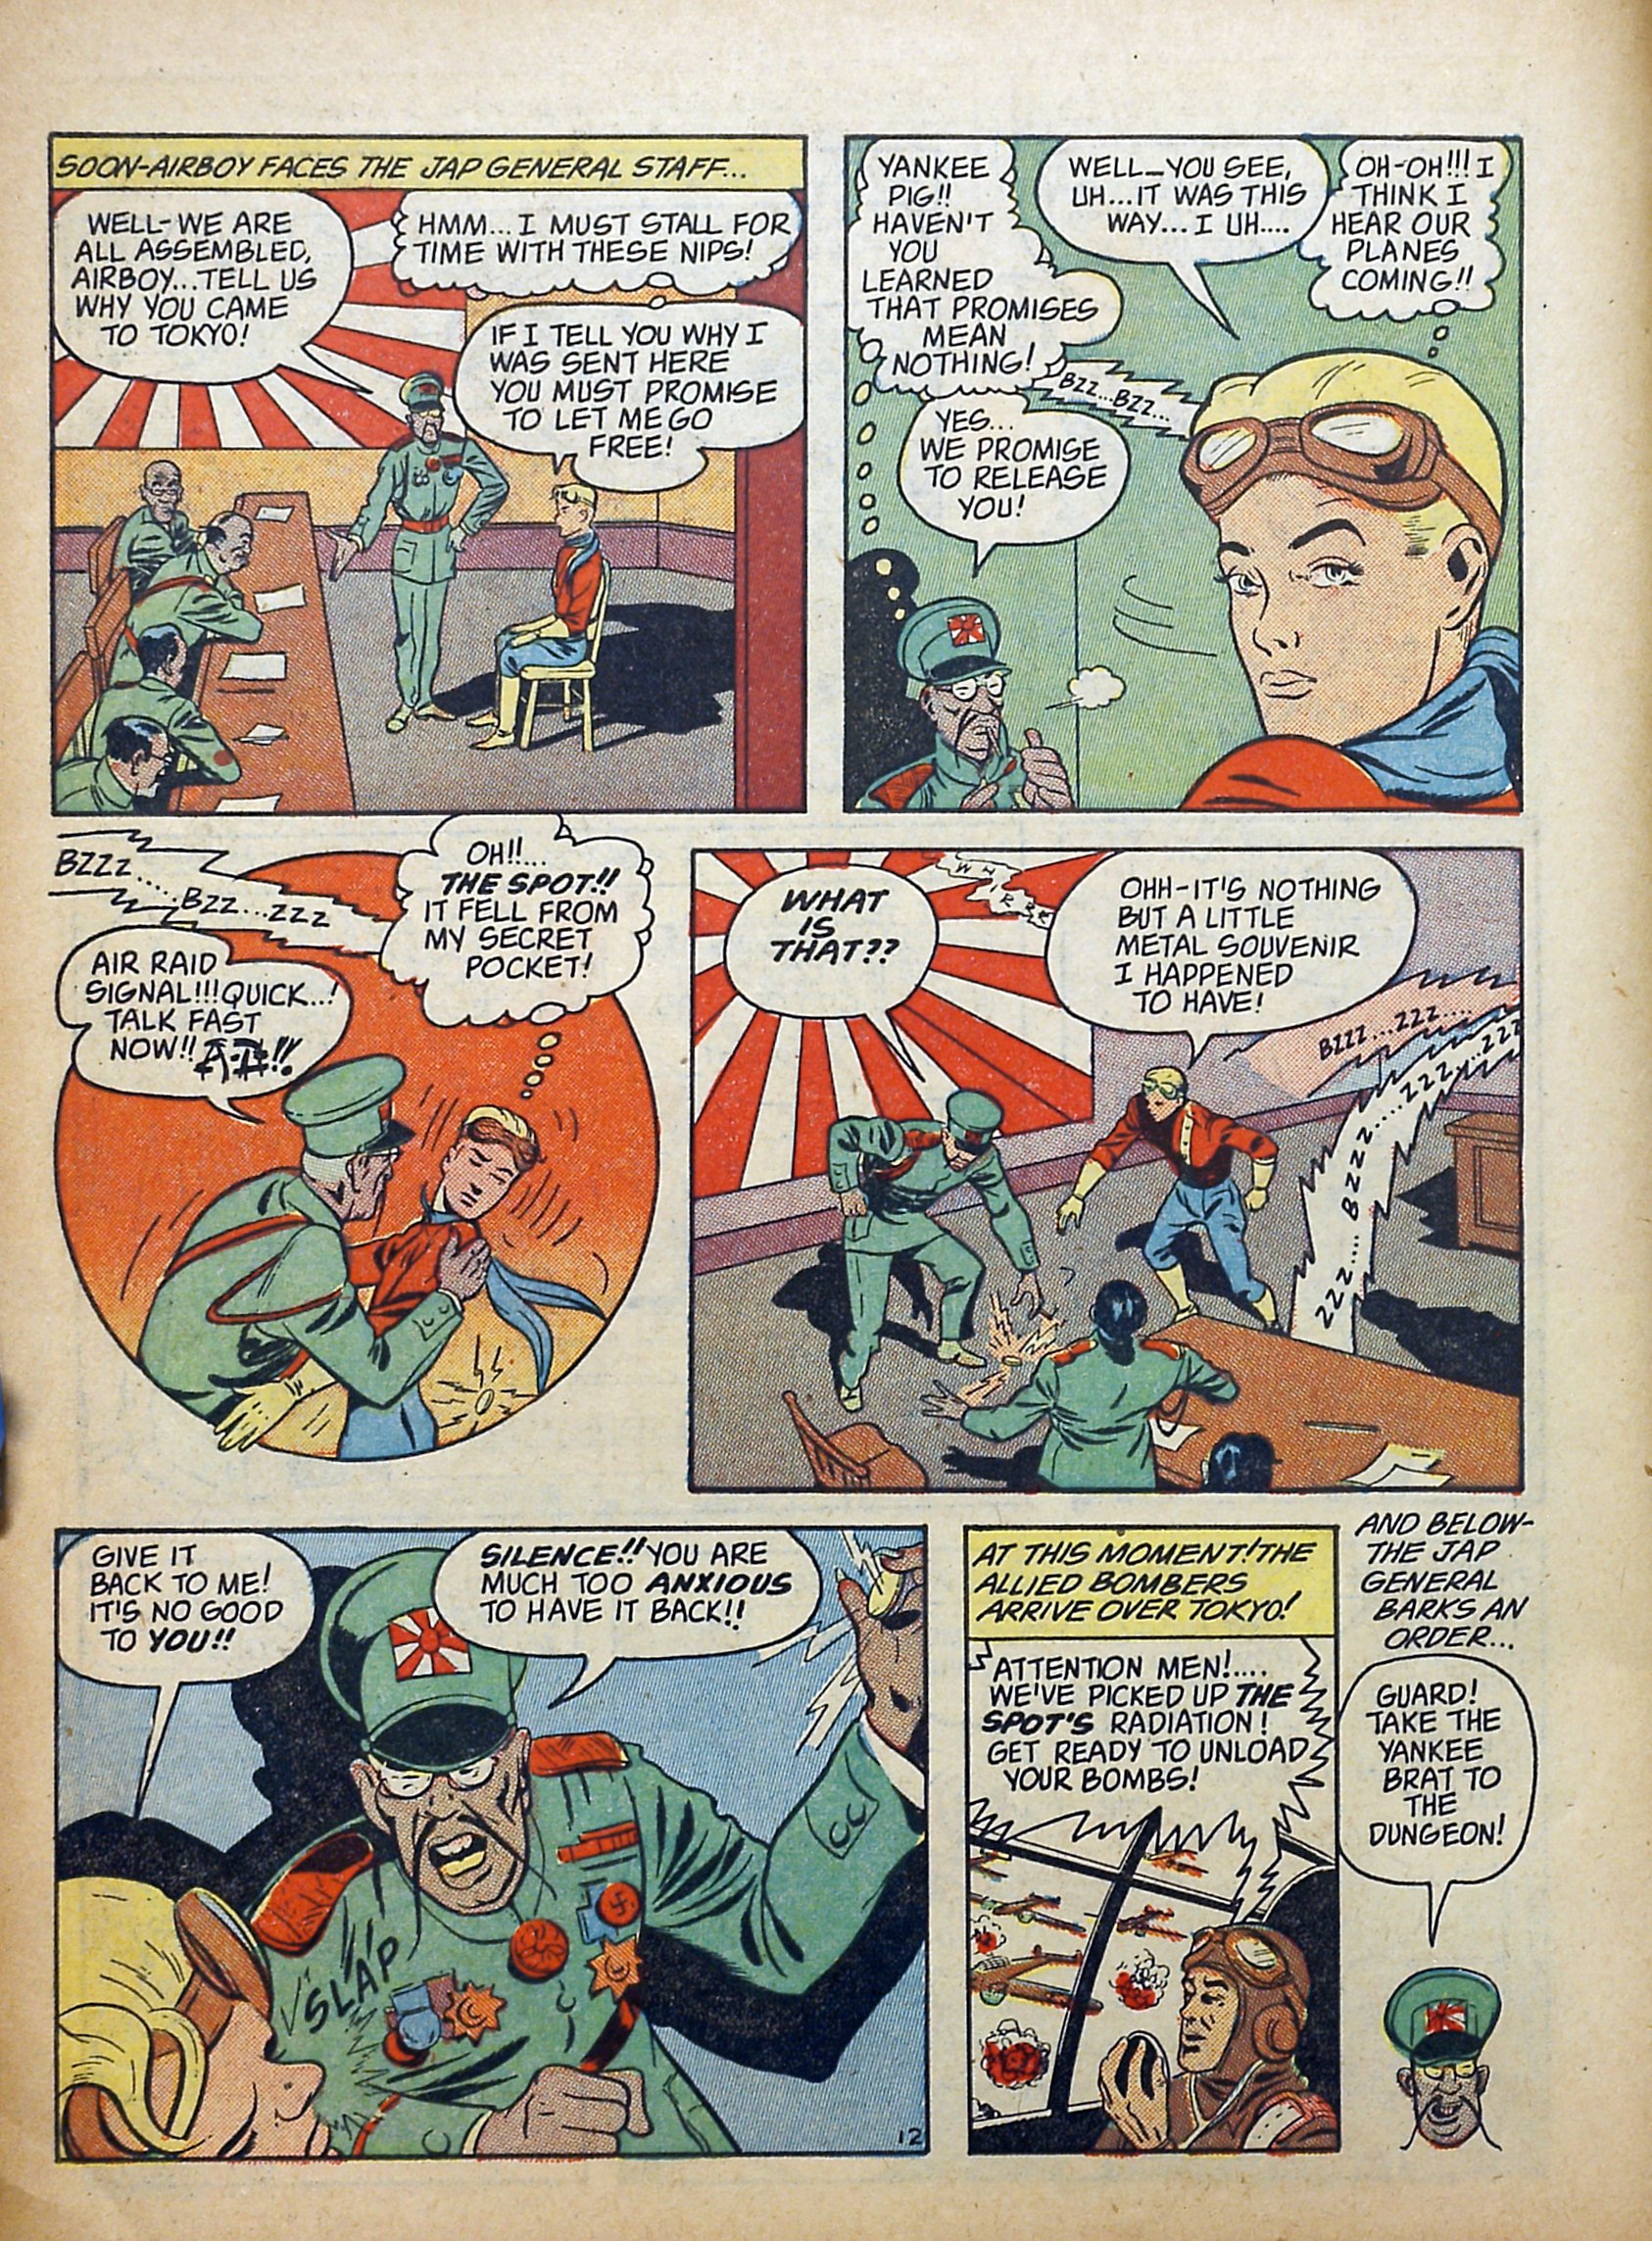 SOON-AIRBOY FACES THE JAP GENERAL STAFF...
WELL-WE ARE
ALL ASSEMBLED,
AIRBOY...TELL US
WHY YOU CAME
TO TOKYO!
HMM... I MUST STALL FOR
TIME WITH THESE NIPS!
IF I TELL YOU WHY I
WAS SENT HERE
YOU MUST PROMISE
TO LET ME GO
FREE!
YANKEE
PIG!!
HAVEN'T
YOU
LEARNED
THAT PROMISES
MEAN
NOTHING!
YES...
WE PROMISE
TO RELEASE
YOU!
WELL-YOU SEE,
UH...IT WAS THIS
WAY... I UH....
BZZ...BZZ...
OH-OH!!! I
THINK I
HEAR OUR
PLANES
COMING!!
BZZZ.....BZZ...ZZZ
AIR RAID
SIGNAL!!!QUICK...!
TALK FAST
NOW!!
OH!!...
THE SPOT!!
IT FELL FROM
MY SECRET
POCKET!
WHAT
IS
THAT??
WHRRR
OHH-IT'S NOTHING
BUT A LITTLE
METAL SOUVENIR
I HAPPENED
TO HAVE!
BZZZ...ZZZ....
ZZZ.... BZZZ.....ZZZ.....ZZZ
GIVE IT
BACK TO ME!
IT'S NO GOOD
TO YOU!!
SILENCE!! YOU ARE
MUCH TOO ANXIOUS
TO HAVE IT BACK!!
SLAP
12
AT THIS MOMENT! THE
ALLIED BOMBERS
ARRIVE OVER TOKYO!
ATTENTION MEN!....
WE'VE PICKED UP THE
SPOT'S RADIATION!
GET READY TO UNLOAD
YOUR BOMBS!
AND BELOW-
THE JAP
GENERAL
BARKS AN
ORDER...
GUARD!
TAKE THE
YANKEE
BRAT TO
THE
DUNGEON!